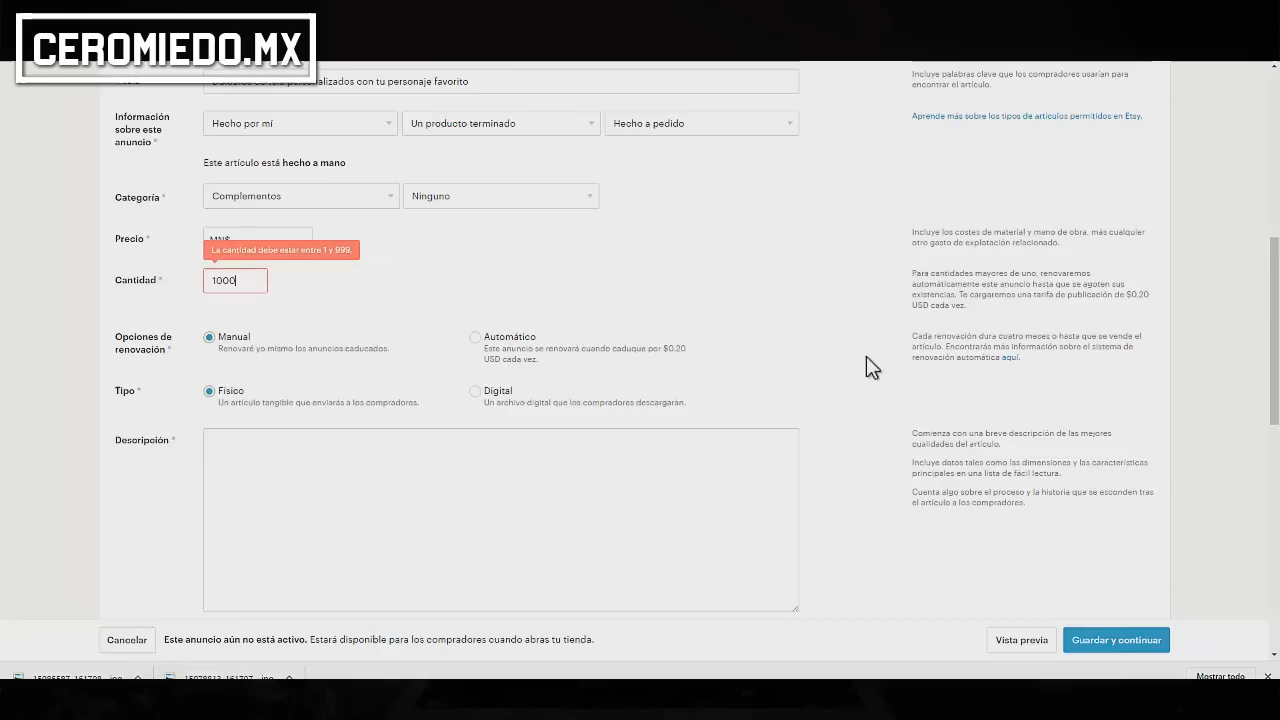 CEROMIEDO.MX
personalizados con tu personaje favorito
Incluye palabras clave que los compradores usarían para
encontrar el artículo.
Información
sobre este
anuncio *
Hecho por mí
Un producto terminado
Hecho a pedido
Aprende más sobre los tipos de artículos permitidos en Etsy.
Este artículo está hecho a mano
Categoría *
Complementos
Ninguno
Precio *
MN$
Incluye los costes de material y mano de obra, más cualquier
otro gasto de explotación relacionado.
La cantidad debe estar entre 1 y 999.
Cantidad *
1000
Para cantidades mayores de uno, renovaremos
automáticamente este anuncio hasta que se agoten sus
existencias. Te cargaremos una tarifa de publicación de $0,20
USD cada vez.
Opciones de
renovación *
Manual
Renovaré yo mismo los anuncios caducados.
Automático
Este anuncio se renovará cuando caduque por $0.20
USD cada vez.
Cada renovación dura cuatro meses o hasta que se vende el
artículo. Encontrarás más información sobre el sistema de
renovación automática aquí.
Tipo *
Físico
Un artículo tangible que enviarás a los compradores.
Digital
Un archivo digital que los compradores descargarán.
Descripción *
Comienza con una breve descripción de las mejores
cualidades del artículo.
Incluye datos tales como las dimensiones y las características
principales en una lista de fácil lectura.
Cuenta algo sobre el proceso y la historia que se esconden tras
el artículo a los compradores.
Cancelar
Este anuncio aún no está activo. Estará disponible para los compradores cuando abras tu tienda.
Vista previa
Guardar y continuar
Mostrar todo